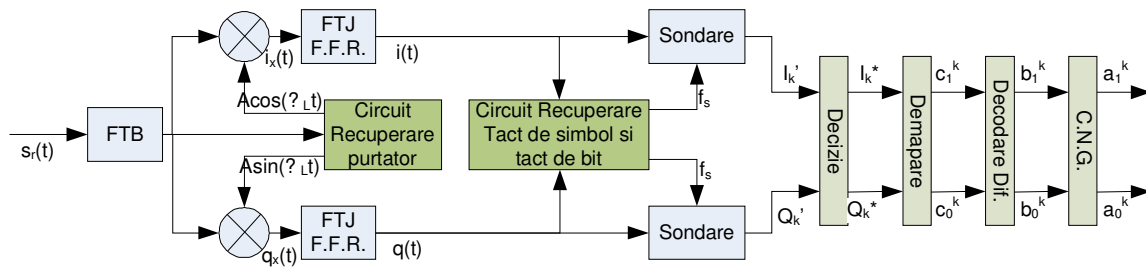 s_r(t)
FTB
i_x(t)
FTJ
F.F.R.
i(t)
Acos(?_L t)
Circuit
Recuperare
purtator
Asin(?_L t)
q_x(t)
FTJ
F.F.R.
q(t)
Circuit Recuperare
Tact de simbol si
tact de bit
Sondare
f_s
f_s
Sondare
I_k'
Q_k'
Decizie
I_k*
Q_k*
Demapare
c_1^k
c_0^k
Decodare Dif.
b_1^k
b_0^k
C.N.G.
a_1^k
a_0^k